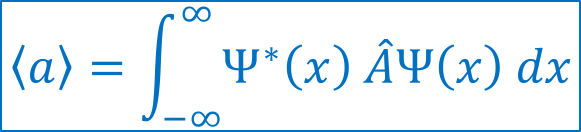 ⟨a⟩ = ∫_{−∞}^{∞} Ψ*(x) ÂΨ(x) dx